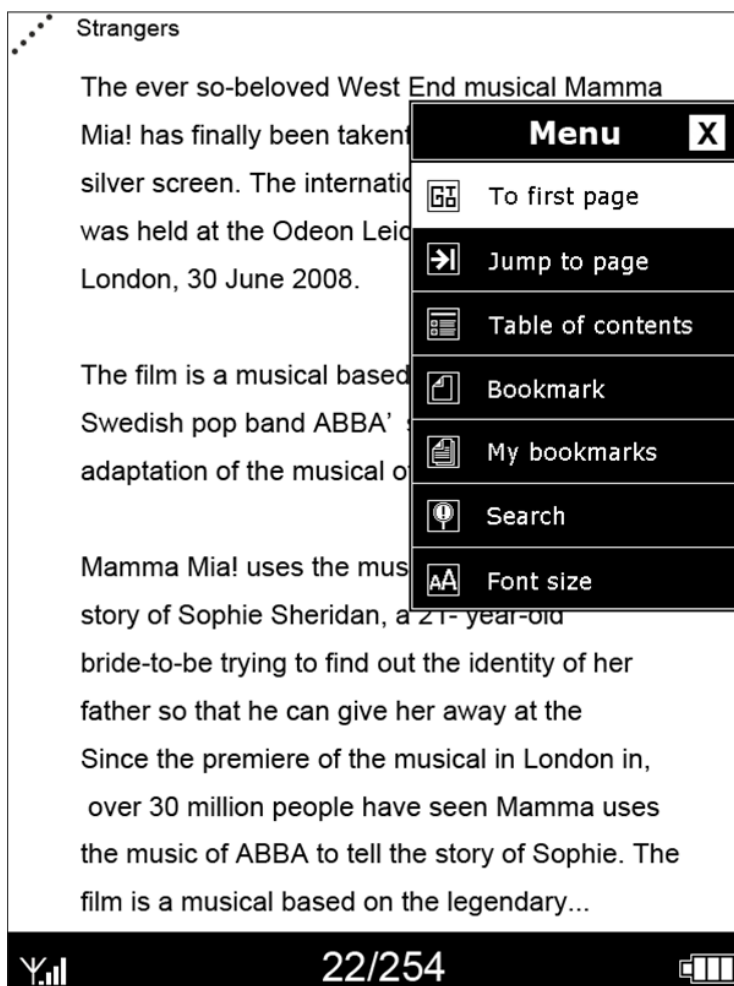 Strangers
The ever so-beloved West End musical Mamma
Mia! has finally been taken
silver screen. The
was held at the Odeon
London, 30 June 2008.
The film is a musical based
Swedish pop band ABBA' s
adaptation of the musical
Mamma Mia! uses the
story of Sophie Sheridan, a 21- year-old
bride-to-be trying to find out the identity of her
father so that he can give her away at the
Since the premiere of the musical in London in,
over 30 million people have seen Mamma uses
the music of ABBA to tell the story of Sophie. The
film is a musical based on the legendary...
Menu X
GOTO To first page
Jump to page
Table of contents
Bookmark
My bookmarks
Search
AA Font size
22/254